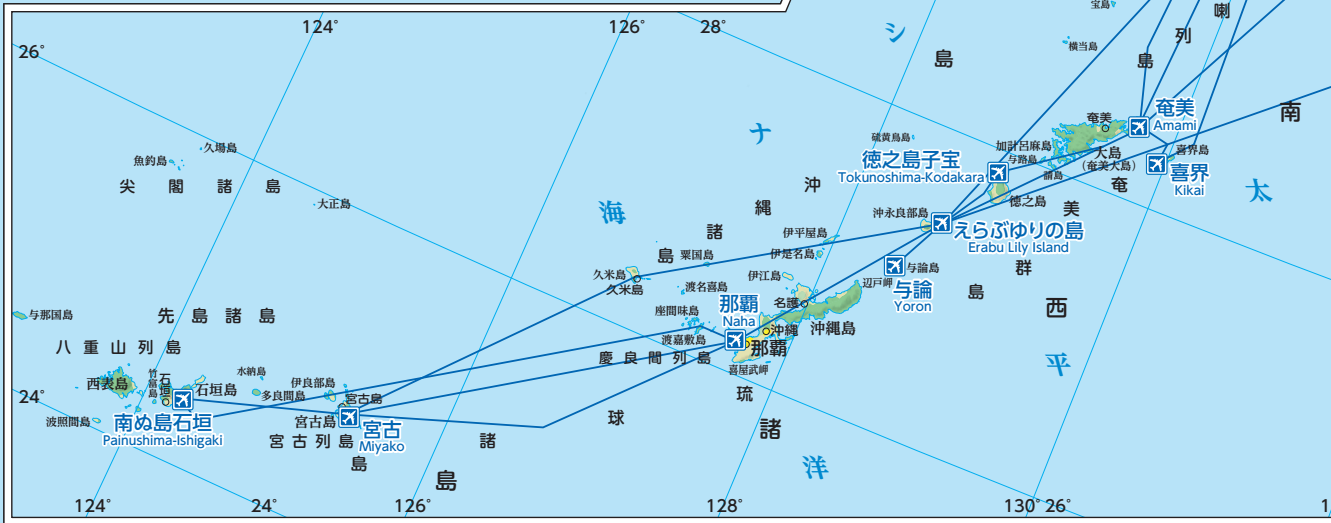 124°
126°
28°
26°
宝島
喇
列
島
横当島
シ
島
ナ
海
南
太
西
平
洋
奄美
奄美
Amami
硫黄鳥島
加計呂麻島
与路島
請島
大島
(奄美大島)
喜界島
喜界
Kikai
徳之島子宝
Tokunoshima-Kodakara
徳之島
奄
美
群
島
沖永良部島
えらぶゆりの島
Erabu Lily Island
与論島
与論
Yoron
辺戸岬
久場島
魚釣島
尖閣諸島
大正島
沖
縄
諸
島
伊平屋島
伊是名島
粟国島
伊江島
久米島
久米島
渡名喜島
名護
那覇
Naha
座間味島
渡嘉敷島
沖縄
沖縄島
那覇
慶良間列島
喜屋武岬
与那国島
先島諸島
八重山列島
西表島
竹富島
石垣
石垣島
水納島
多良間島
伊良部島
宮古島
24°
波照間島
南ぬ島石垣
Painushima-Ishigaki
宮古島
宮古
Miyako
宮古列島
島
諸
球
琉
諸
島
124°
24°
126°
128°
130°
26°
1